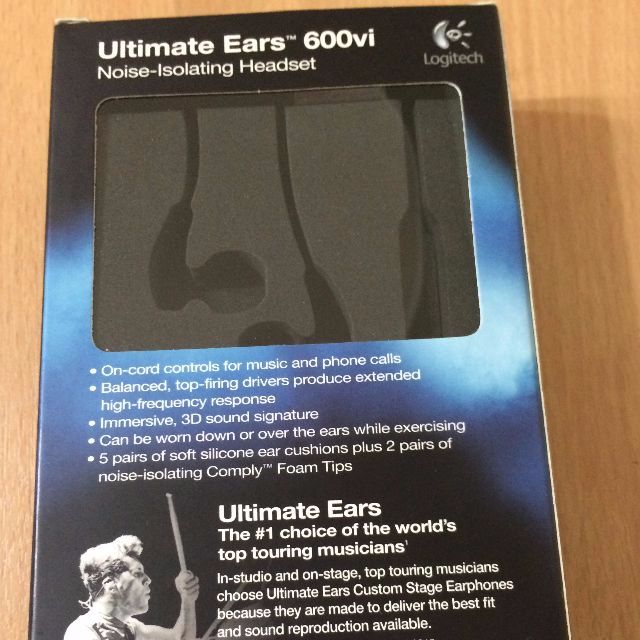 Ultimate Ears™ 600vi
Noise-Isolating Headset
Logitech
• On-cord controls for music and phone calls
• Balanced, top-firing drivers produce extended
high-frequency response
• Immersive, 3D sound signature
• Can be worn down or over the ears while exercising
• 5 pairs of soft silicone ear cushions plus 2 pairs of
noise-isolating Comply™ Foam Tips
Ultimate Ears
The #1 choice of the world's
top touring musicians¹
In-studio and on-stage, top touring musicians
choose Ultimate Ears Custom Stage Earphones
because they are made to deliver the best fit
and sound reproduction available.